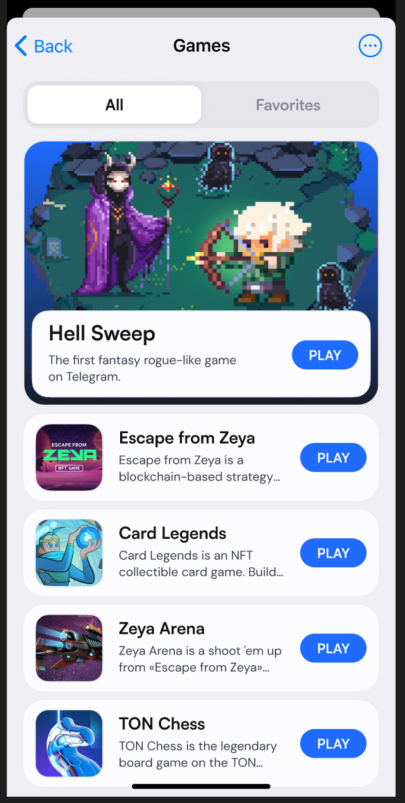 Back
Games
All
Favorites
Hell Sweep
The first fantasy rogue-like game
on Telegram.
PLAY
ESCAPE FROM
ZEYA
NFT GAME
Escape from Zeya
Escape from Zeya is a
blockchain-based strategy...
PLAY
Card Legends
Card Legends is an NFT
collectible card game. Build...
PLAY
Zeya Arena
Zeya Arena is a shoot 'em up
from «Escape from Zeya»...
PLAY
TON Chess
TON Chess is the legendary
board game on the TON...
PLAY